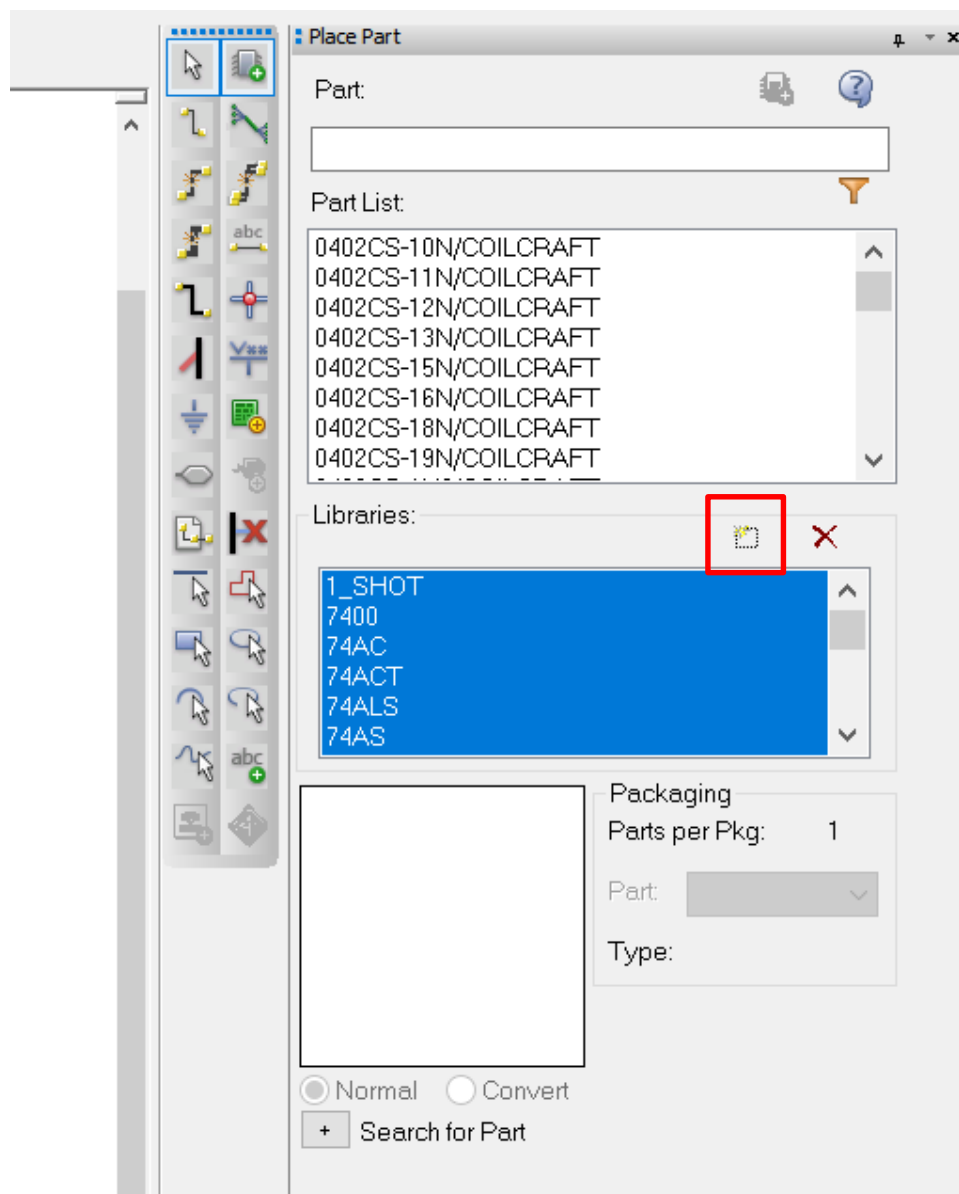 Place Part
Part:
abc
Part List:
0402CS-10N/COILCRAFT
0402CS-11N/COILCRAFT
0402CS-12N/COILCRAFT
0402CS-13N/COILCRAFT
0402CS-15N/COILCRAFT
0402CS-16N/COILCRAFT
0402CS-18N/COILCRAFT
0402CS-19N/COILCRAFT
Libraries:
1_SHOT
7400
74AC
74ACT
74ALS
74AS
abc
Packaging
Parts per Pkg: 1
Part:
Type:
Normal Convert
+ Search for Part